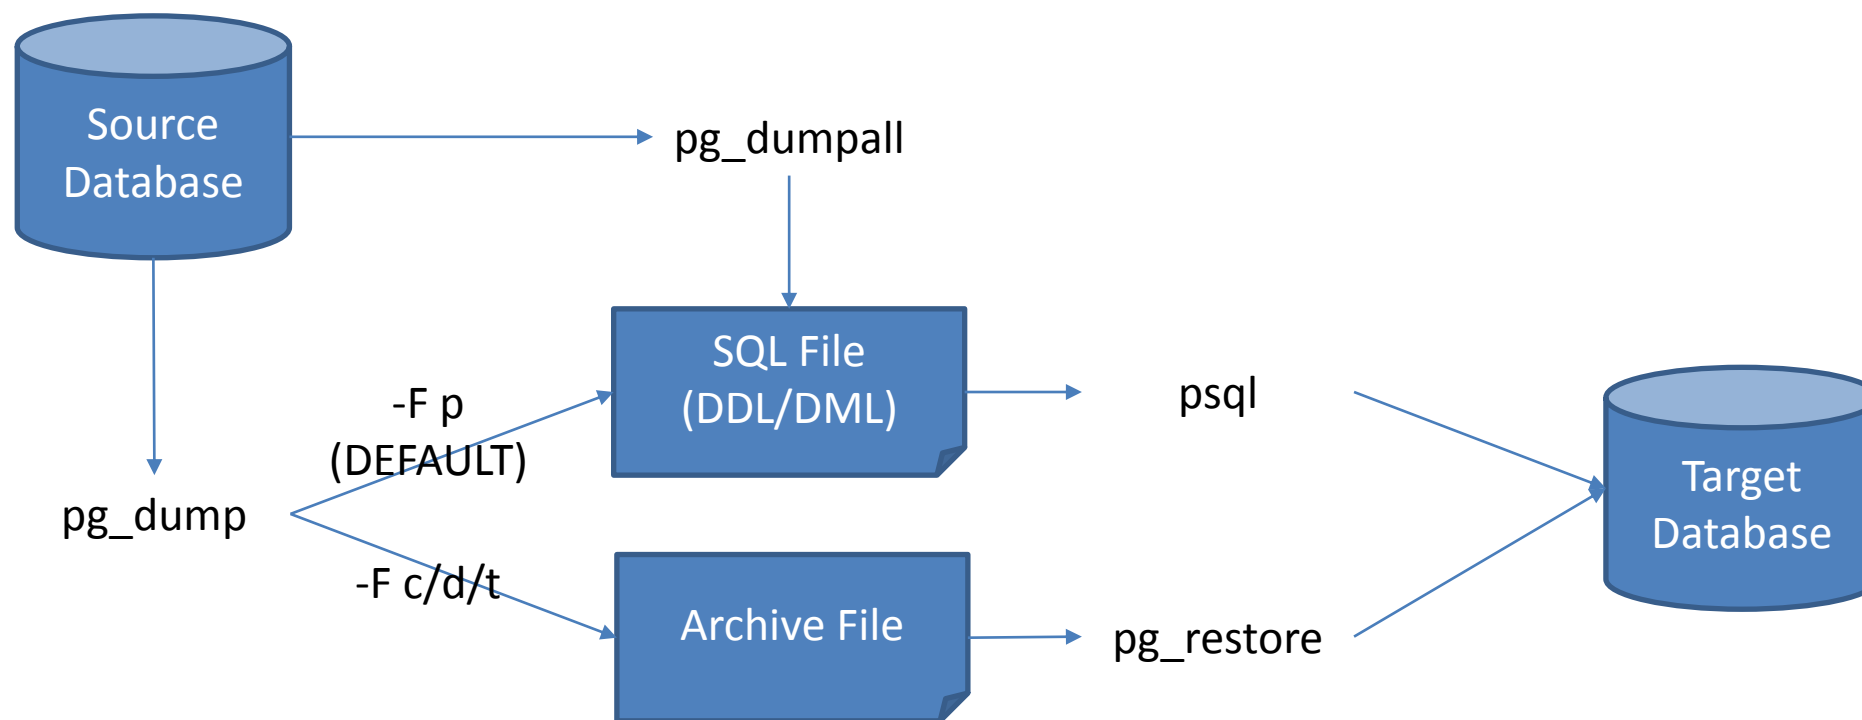 Source
Database
pg_dumpall
SQL File
(DDL/DML)
-F p
(DEFAULT)
psql
Target
Database
pg_dump
-F c/d/t
Archive File
pg_restore